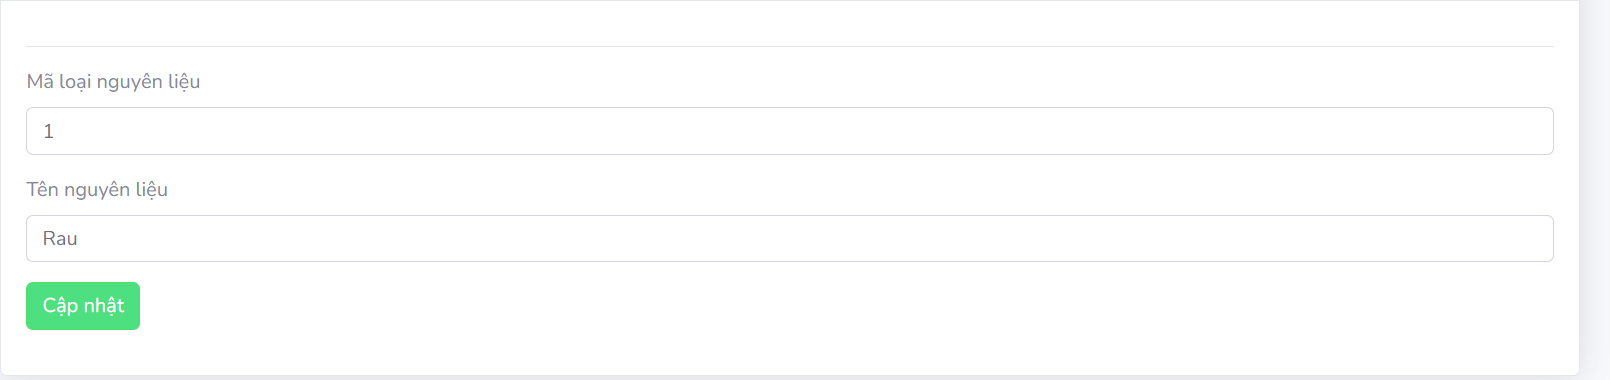 Mã loại nguyên liệu
1
Tên nguyên liệu
Rau
Cập nhật